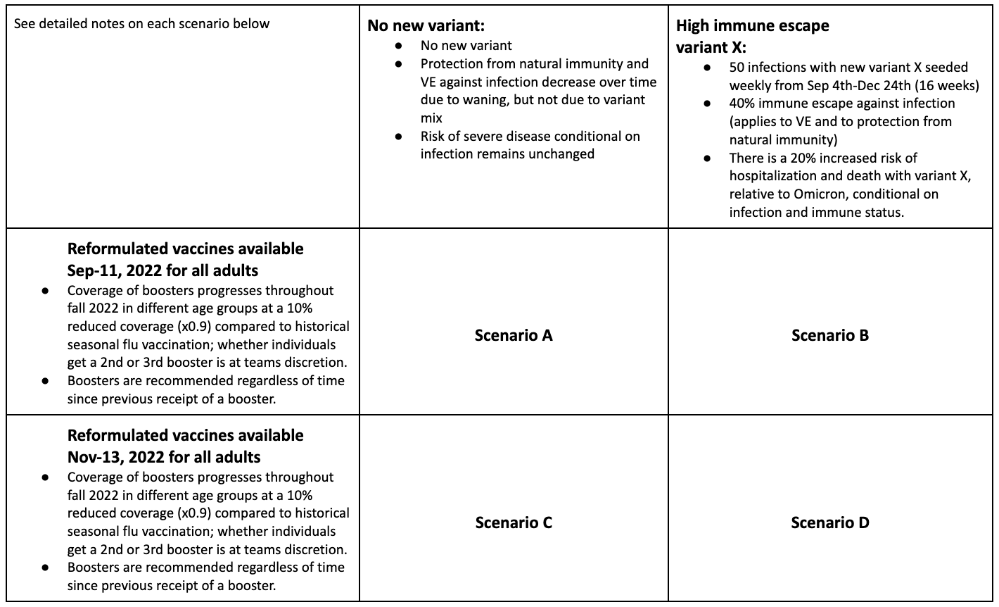 See detailed notes on each scenario below
No new variant:
● No new variant
● Protection from natural immunity and
VE against infection decrease over time
due to waning, but not due to variant
mix
● Risk of severe disease conditional on
infection remains unchanged
High immune escape
variant X:
● 50 infections with new variant X seeded
weekly from Sep 4th-Dec 24th (16 weeks)
● 40% immune escape against infection
(applies to VE and to protection from
natural immunity)
● There is a 20% increased risk of
hospitalization and death with variant X,
relative to Omicron, conditional on
infection and immune status.
Reformulated vaccines available
Sep-11, 2022 for all adults
● Coverage of boosters progresses throughout
fall 2022 in different age groups at a 10%
reduced coverage (x0.9) compared to historical
seasonal flu vaccination; whether individuals
get a 2nd or 3rd booster is at teams discretion.
● Boosters are recommended regardless of time
since previous receipt of a booster.
Scenario A
Scenario B
Reformulated vaccines available
Nov-13, 2022 for all adults
● Coverage of boosters progresses throughout
fall 2022 in different age groups at a 10%
reduced coverage (x0.9) compared to historical
seasonal flu vaccination; whether individuals
get a 2nd or 3rd booster is at teams discretion.
● Boosters are recommended regardless of time
since previous receipt of a booster.
Scenario C
Scenario D